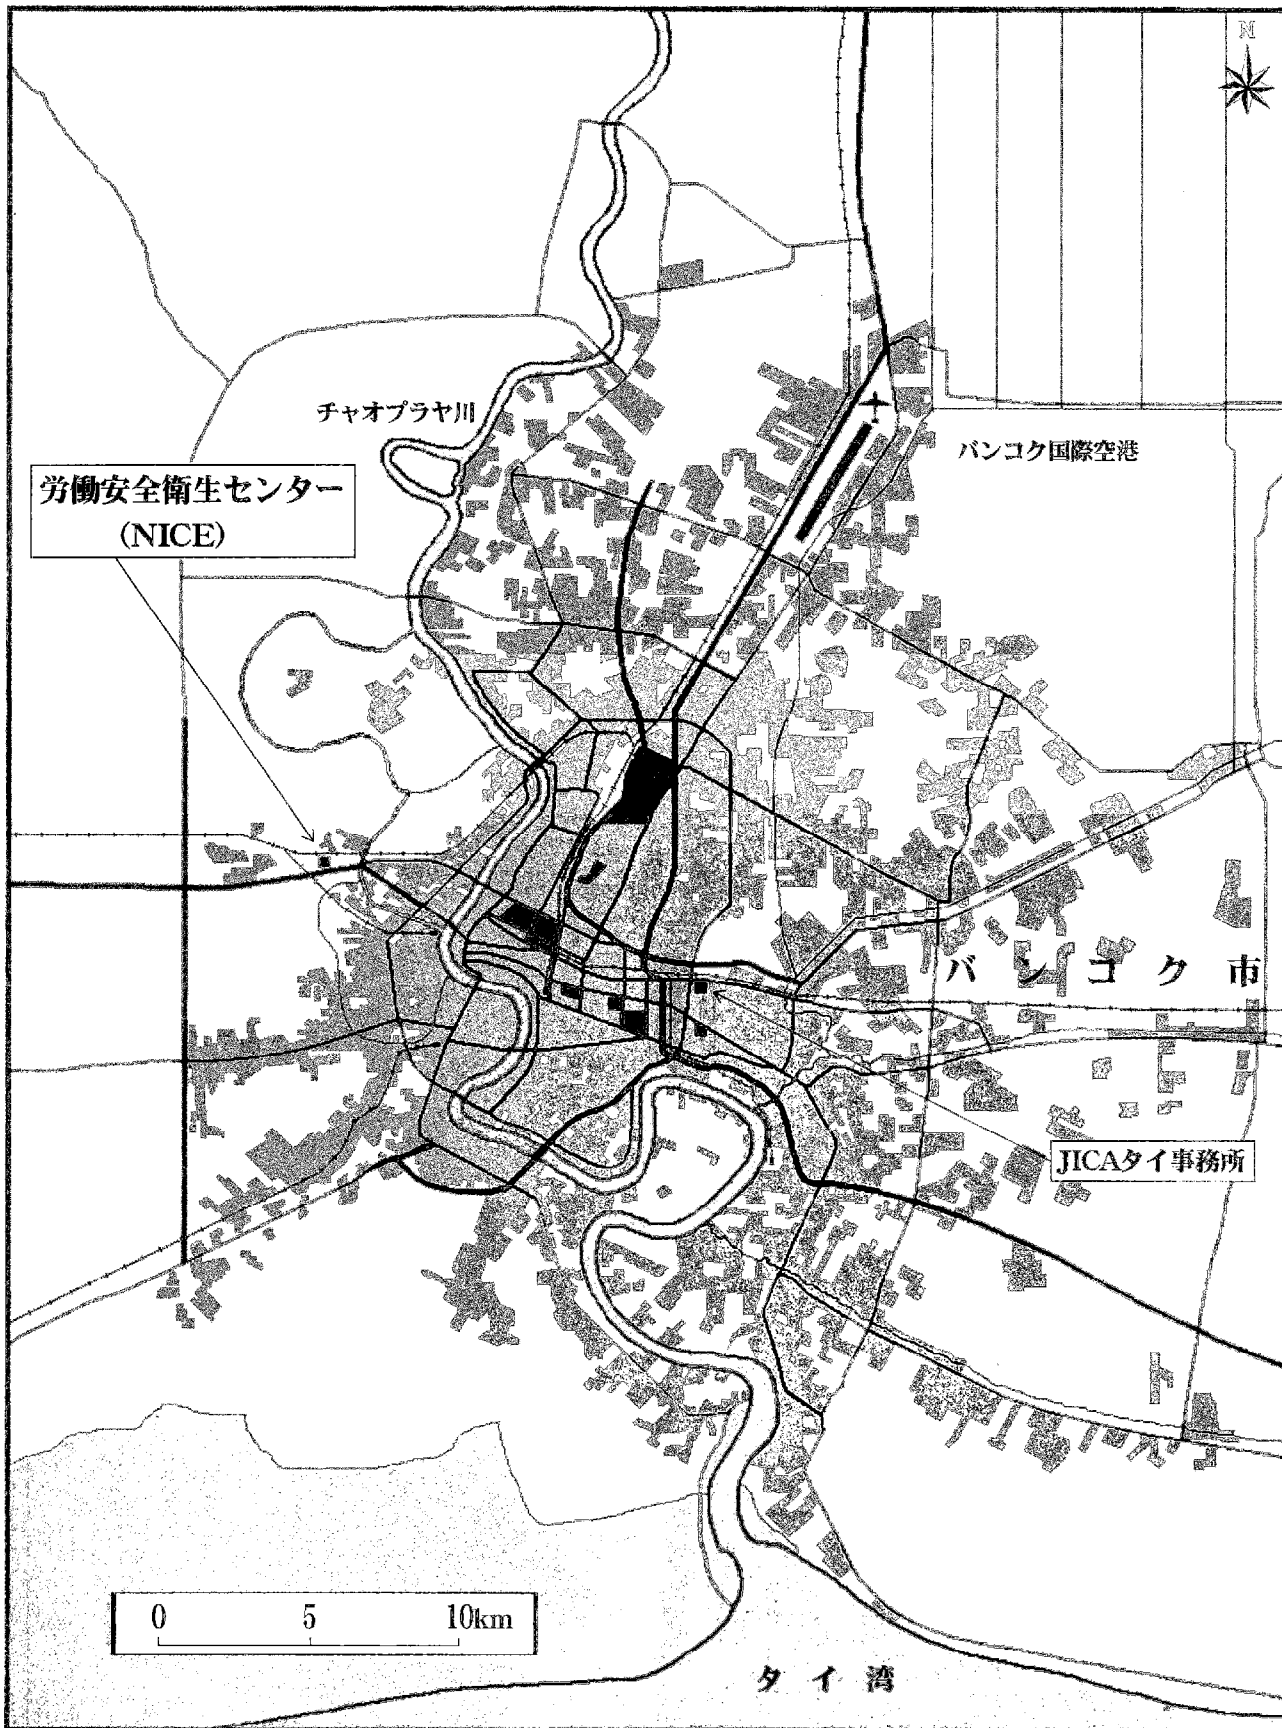 N
チャオプラヤ川
バンコク国際空港
労働安全衛生センター
(NICE)
バンコク市
JICAタイ事務所
0 5 10km
タイ湾